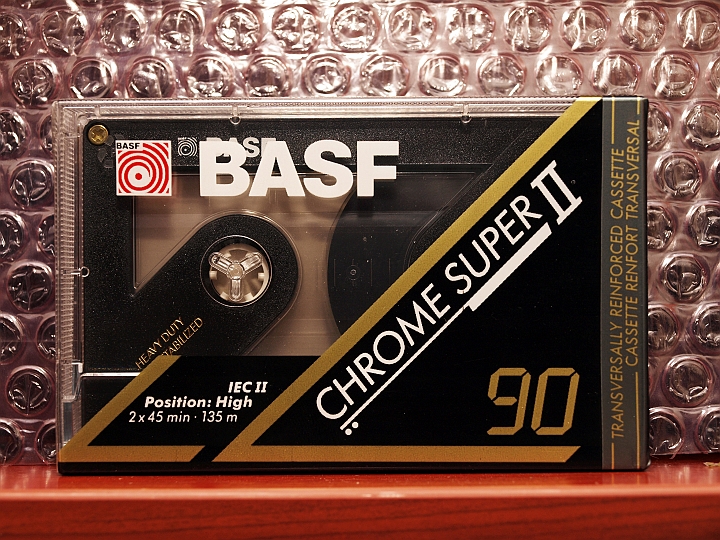 BASF
BASF
BASF
CHROME SUPER II
HEAVY DUTY
STABILIZED
IEC II
Position: High
2 x 45 min · 135 m
90
TRANSVERSALLY REINFORCED CASSETTE
CASSETTE RENFORT TRANSVERSAL